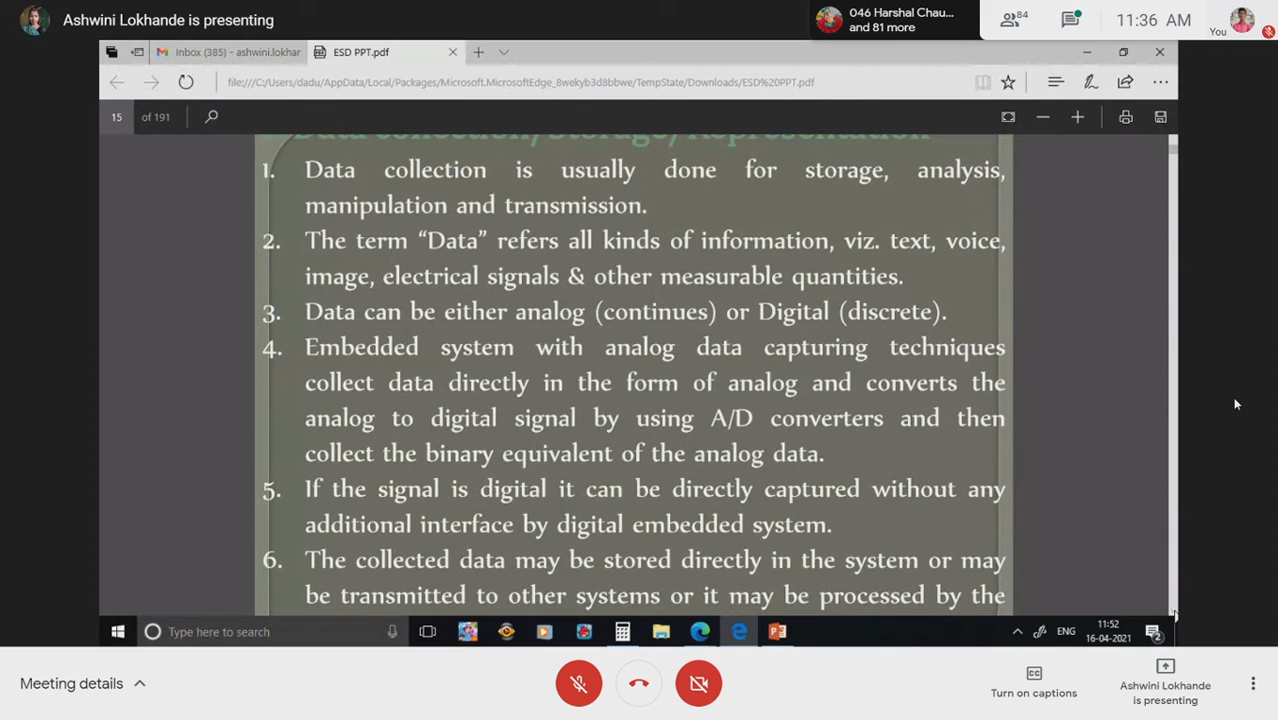 Ashwini Lokhande is presenting
046 Harshal Chau...
and 81 more
84
11:36 AM
You
Inbox (385) - ashwini.lokhar
ESD PPT.pdf
file:///C:/Users/dadu/AppData/Local/Packages/Microsoft.MicrosoftEdge_8wekyb3d8bbwe/TempState/Downloads/ESD%20PPT.pdf
15 of 191
Data collection/Storage/Representation
1. Data collection is usually done for storage, analysis,
manipulation and transmission.
2. The term “Data” refers all kinds of information, viz. text, voice,
image, electrical signals & other measurable quantities.
3. Data can be either analog (continues) or Digital (discrete).
4. Embedded system with analog data capturing techniques
collect data directly in the form of analog and converts the
analog to digital signal by using A/D converters and then
collect the binary equivalent of the analog data.
5. If the signal is digital it can be directly captured without any
additional interface by digital embedded system.
6. The collected data may be stored directly in the system or may
be transmitted to other systems or it may be processed by the
Type here to search
ENG
11:52
16-04-2021
2
Meeting details
CC
Turn on captions
Ashwini Lokhande
is presenting